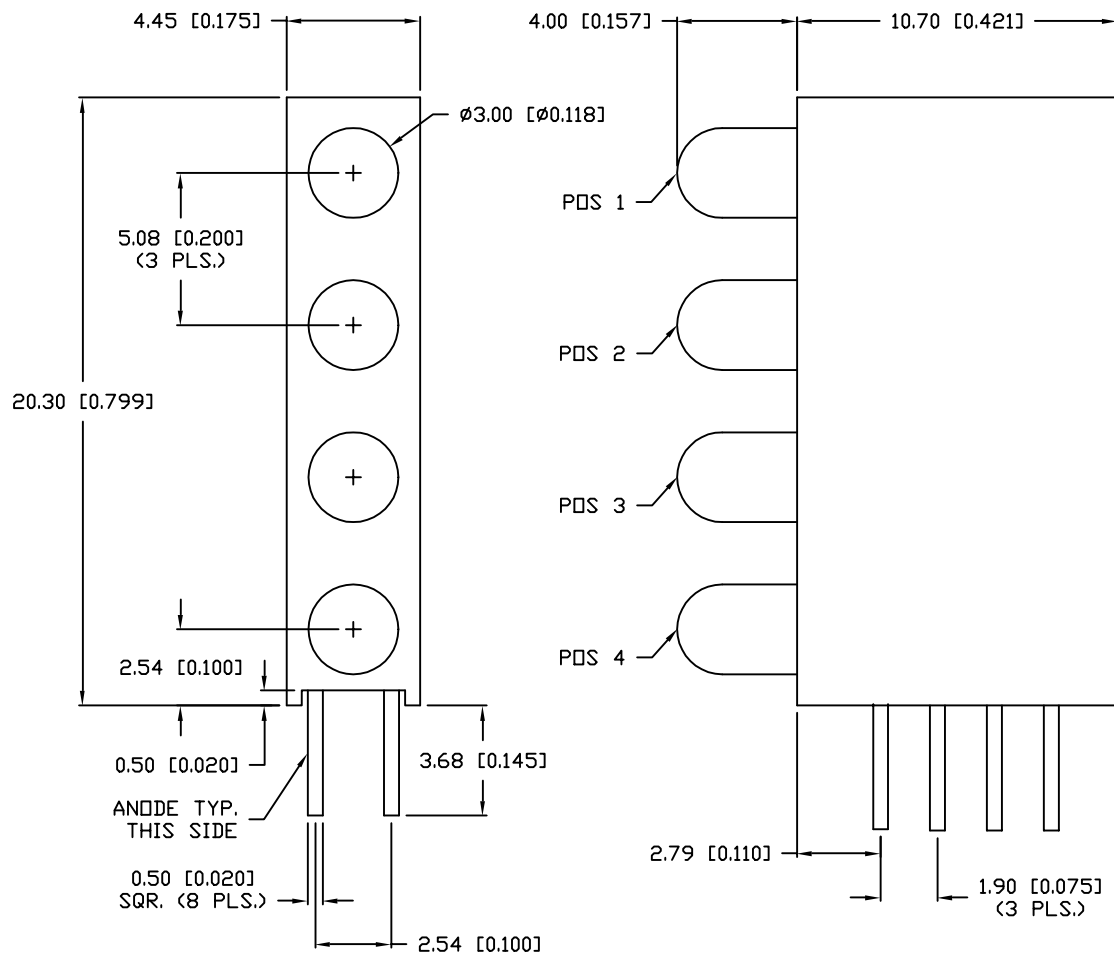 4.45 [0.175]
4.00 [0.157]
10.70 [0.421]
ø3.00 [ø0.118]
POS 1
5.08 [0.200]
(3 PLS.)
POS 2
20.30 [0.799]
POS 3
POS 4
2.54 [0.100]
0.50 [0.020]
3.68 [0.145]
ANODE TYP.
THIS SIDE
2.79 [0.110]
0.50 [0.020]
SQR. (8 PLS.)
1.90 [0.075]
(3 PLS.)
2.54 [0.100]